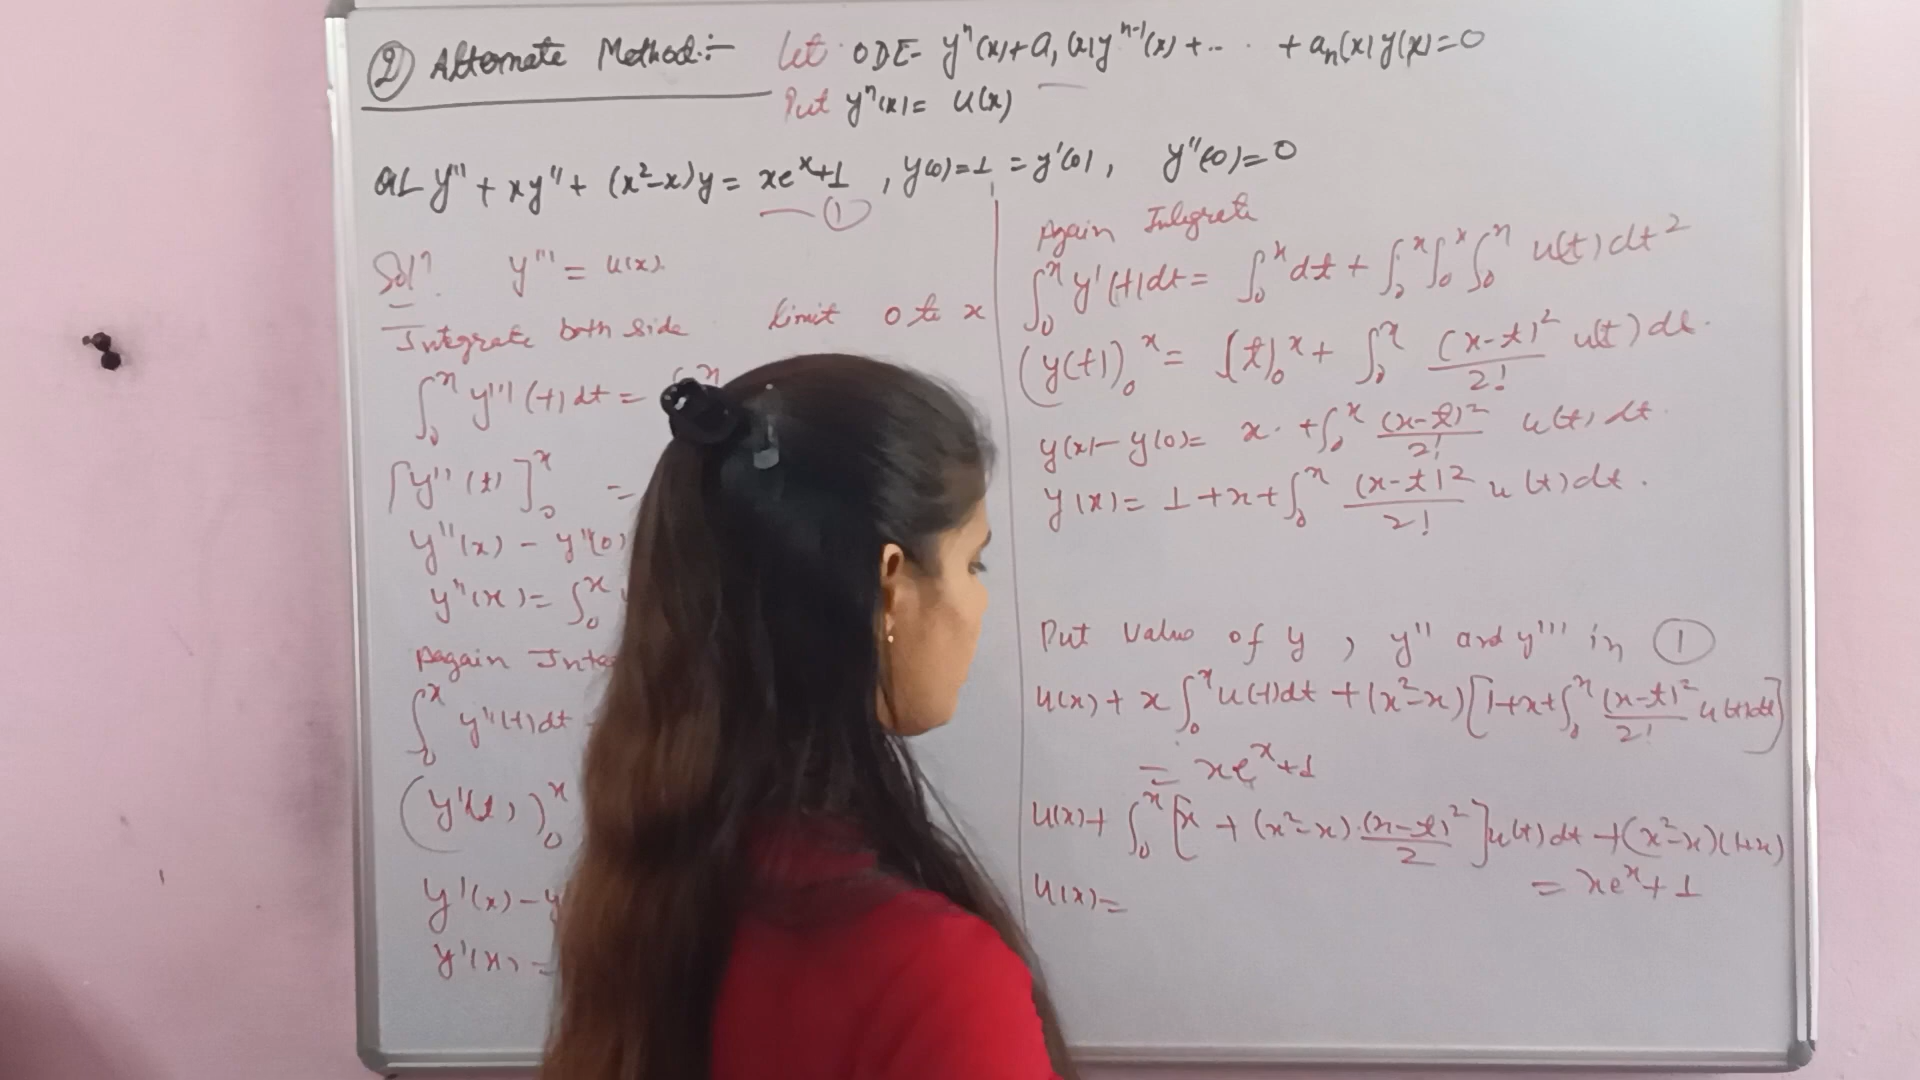 ② Alternate Method:- Let ODE- yⁿ(x)+a₁(x)yⁿ⁻¹(x)+... + aₙ(x)y(x)=0
Put yⁿ(x)= u(x)
y''' + xy'' + (x²-x)y = xeˣ+1 , y(0)=1 = y'(0), y''(0)=0
— ①
Solⁿ. y''' = u(x).
Integrate both side limit 0 to x
∫₀ˣ y'''(t)dt =
[y''(t)]₀ˣ =
y''(x) - y''(0)
y''(x) = ∫₀ˣ
Again
∫₀ˣ y''(t)dt
(y'(t))₀ˣ
y'(x) -
y'(x) =
Again Integrate
∫₀ˣ y'(t)dt = ∫₀ˣ dt + ∫₀ˣ∫₀ˣ∫₀ˣ u(t)dt²
(y(t))₀ˣ = (t)₀ˣ + ∫₀ˣ (x-t)²/2! u(t)dt.
y(x)-y(0)= x. + ∫₀ˣ (x-t)²/2! u(t)dt.
y(x)= 1+x+∫₀ˣ (x-t)²/2! u(t)dt.
Put value of y , y'' and y''' in ①
u(x) + x∫₀ˣ u(t)dt + (x²-x)[1+x+∫₀ˣ (x-t)²/2! u(t)dt]
= xeˣ+1
u(x)+ ∫₀ˣ [x + (x²-x).(x-t)²/2]u(t)dt +(x²-x)(1+x)
= xeˣ+1
u(x)=